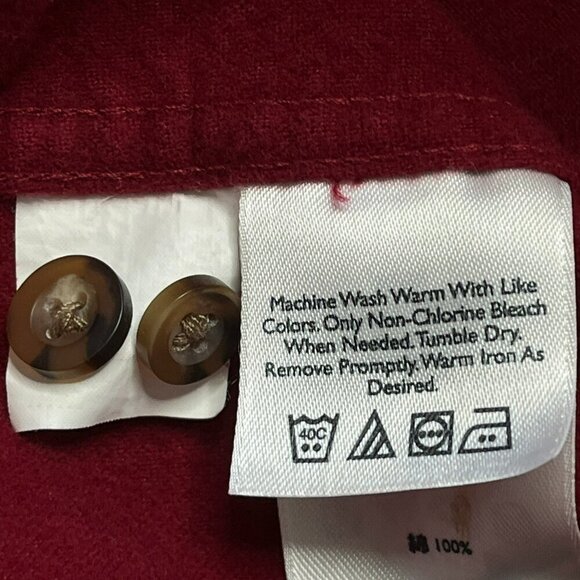 Machine Wash Warm With Like
Colors. Only Non-Chlorine Bleach
When Needed. Tumble Dry.
Remove Promptly. Warm Iron As
Desired.
40C
綿 100%